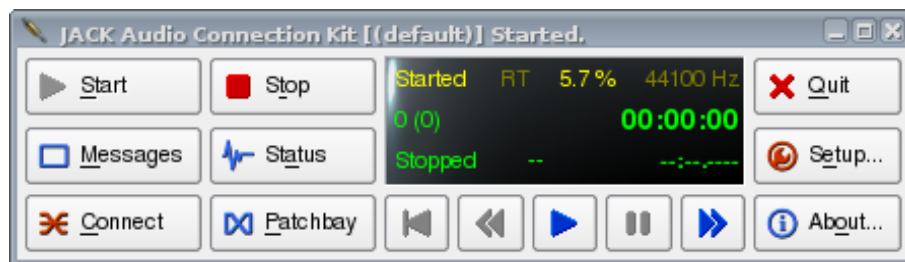 JACK Audio Connection Kit [(default)] Started.
Start Stop Started RT 5.7 % 44100 Hz Quit
0 (0) 00:00:00
Messages Status Stopped -- --:--.---- Setup...
Connect Patchbay About...